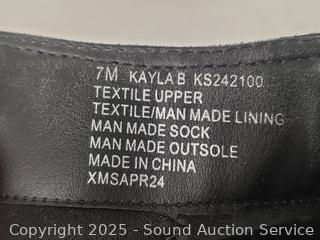 7M KAYLA B KS242100
TEXTILE UPPER
TEXTILE/MAN MADE LINING
MAN MADE SOCK
MAN MADE OUTSOLE
MADE IN CHINA
XMSAPR24
Copyright © 2025 - Sound Auction Service